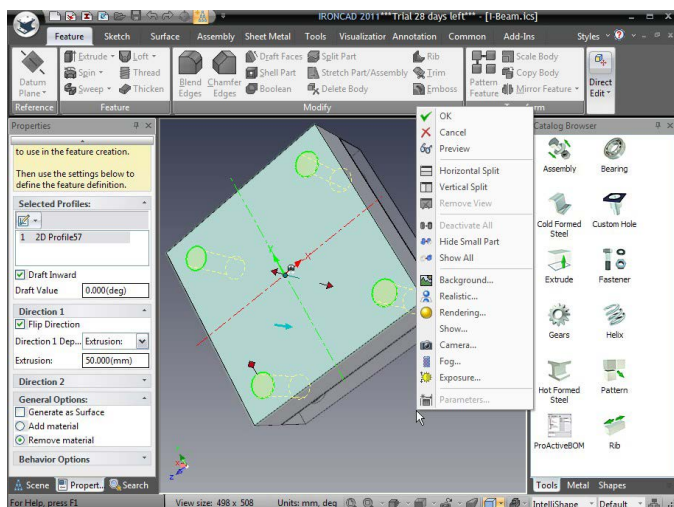 IRONCAD 2011***Trial 28 days left*** - [I-Beam.ics]
Feature Sketch Surface Assembly Sheet Metal Tools Visualization Annotation Common Add-Ins Styles
Datum Plane
Extrude
Loft
Spin
Thread
Sweep
Thicken
Blend Edges
Chamfer Edges
Draft Faces
Shell Part
Boolean
Split Part
Stretch Part/Assembly
Delete Body
Rib
Trim
Emboss
Pattern Feature
Scale Body
Copy Body
Mirror Feature
Direct Edit
Reference Feature Modify
Properties
to use in the feature creation.
Then use the settings below to
define the feature definition.
Selected Profiles:
1 2D Profile57
Draft Inward
Draft Value 0.000(deg)
Direction 1
Flip Direction
Direction 1 Dep... Extrusion:
Extrusion: 50.000(mm)
Direction 2
General Options:
Generate as Surface
Add material
Remove material
Behavior Options
Scene Propert.. Search
OK
Cancel
Preview
Horizontal Split
Vertical Split
Remove View
Deactivate All
Hide Small Part
Show All
Background...
Realistic...
Rendering...
Show...
Camera...
Fog...
Exposure...
Parameters...
Catalog Browser
Assembly Bearing
Cold Formed Steel
Custom Hole
Extrude Fastener
Gears Helix
Hot Formed Steel
Pattern
ProActiveBOM Rib
Tools Metal Shapes
For Help, press F1 View size: 498 x 508 Units: mm, deg IntelliShape Default